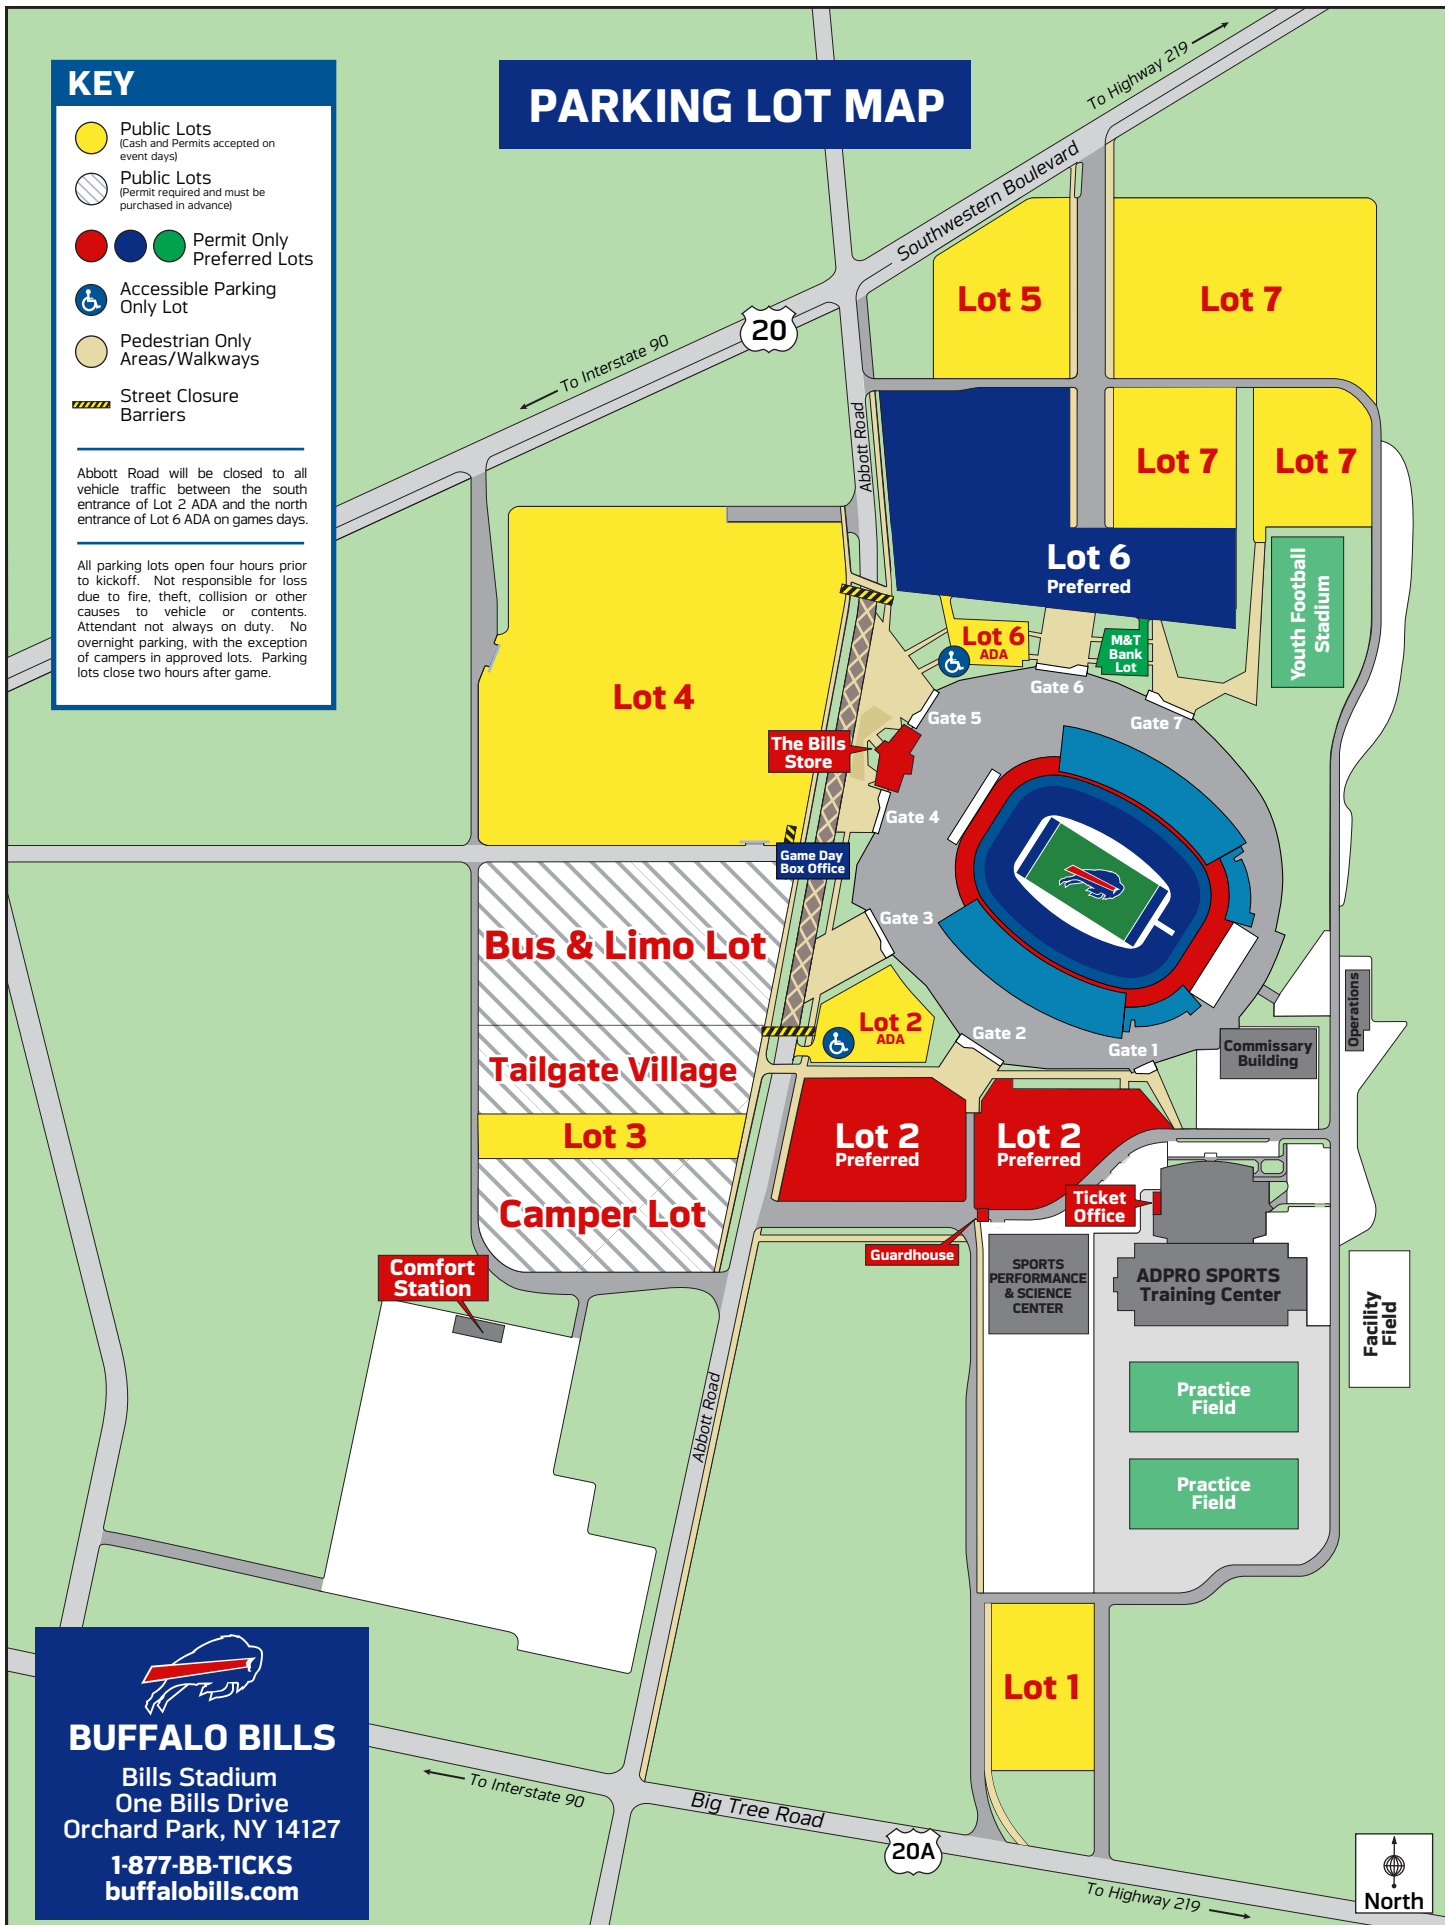 PARKING LOT MAP
KEY
Public Lots
(Cash and Permits accepted on
event days)
Public Lots
(Permit required and must be
purchased in advance)
Permit Only
Preferred Lots
Accessible Parking
Only Lot
Pedestrian Only
Areas/Walkways
Street Closure
Barriers
Abbott Road will be closed to all
vehicle traffic between the south
entrance of Lot 2 ADA and the north
entrance of Lot 6 ADA on games days.
All parking lots open four hours prior
to kickoff. Not responsible for loss
due to fire, theft, collision or other
causes to vehicle or contents.
Attendant not always on duty. No
overnight parking, with the exception
of campers in approved lots. Parking
lots close two hours after game.
To Highway 219
Southwestern Boulevard
20
To Interstate 90
Abbott Road
Lot 5
Lot 7
Lot 7
Lot 7
Lot 6
Preferred
Youth Football
Stadium
Lot 6
ADA
M&T
Bank
Lot
Gate 6
Gate 7
Gate 5
Lot 4
The Bills
Store
Gate 4
Game Day
Box Office
Gate 3
Bus & Limo Lot
Lot 2
ADA
Gate 2
Gate 1
Operations
Commissary
Building
Tailgate Village
Lot 3
Lot 2
Preferred
Lot 2
Preferred
Camper Lot
Ticket
Office
Guardhouse
Comfort
Station
SPORTS
PERFORMANCE
& SCIENCE
CENTER
ADPRO SPORTS
Training Center
Facility
Field
Practice
Field
Abbott Road
Practice
Field
Lot 1
BUFFALO BILLS
Bills Stadium
One Bills Drive
Orchard Park, NY 14127
1-877-BB-TICKS
buffalobills.com
To Interstate 90
Big Tree Road
20A
To Highway 219
North